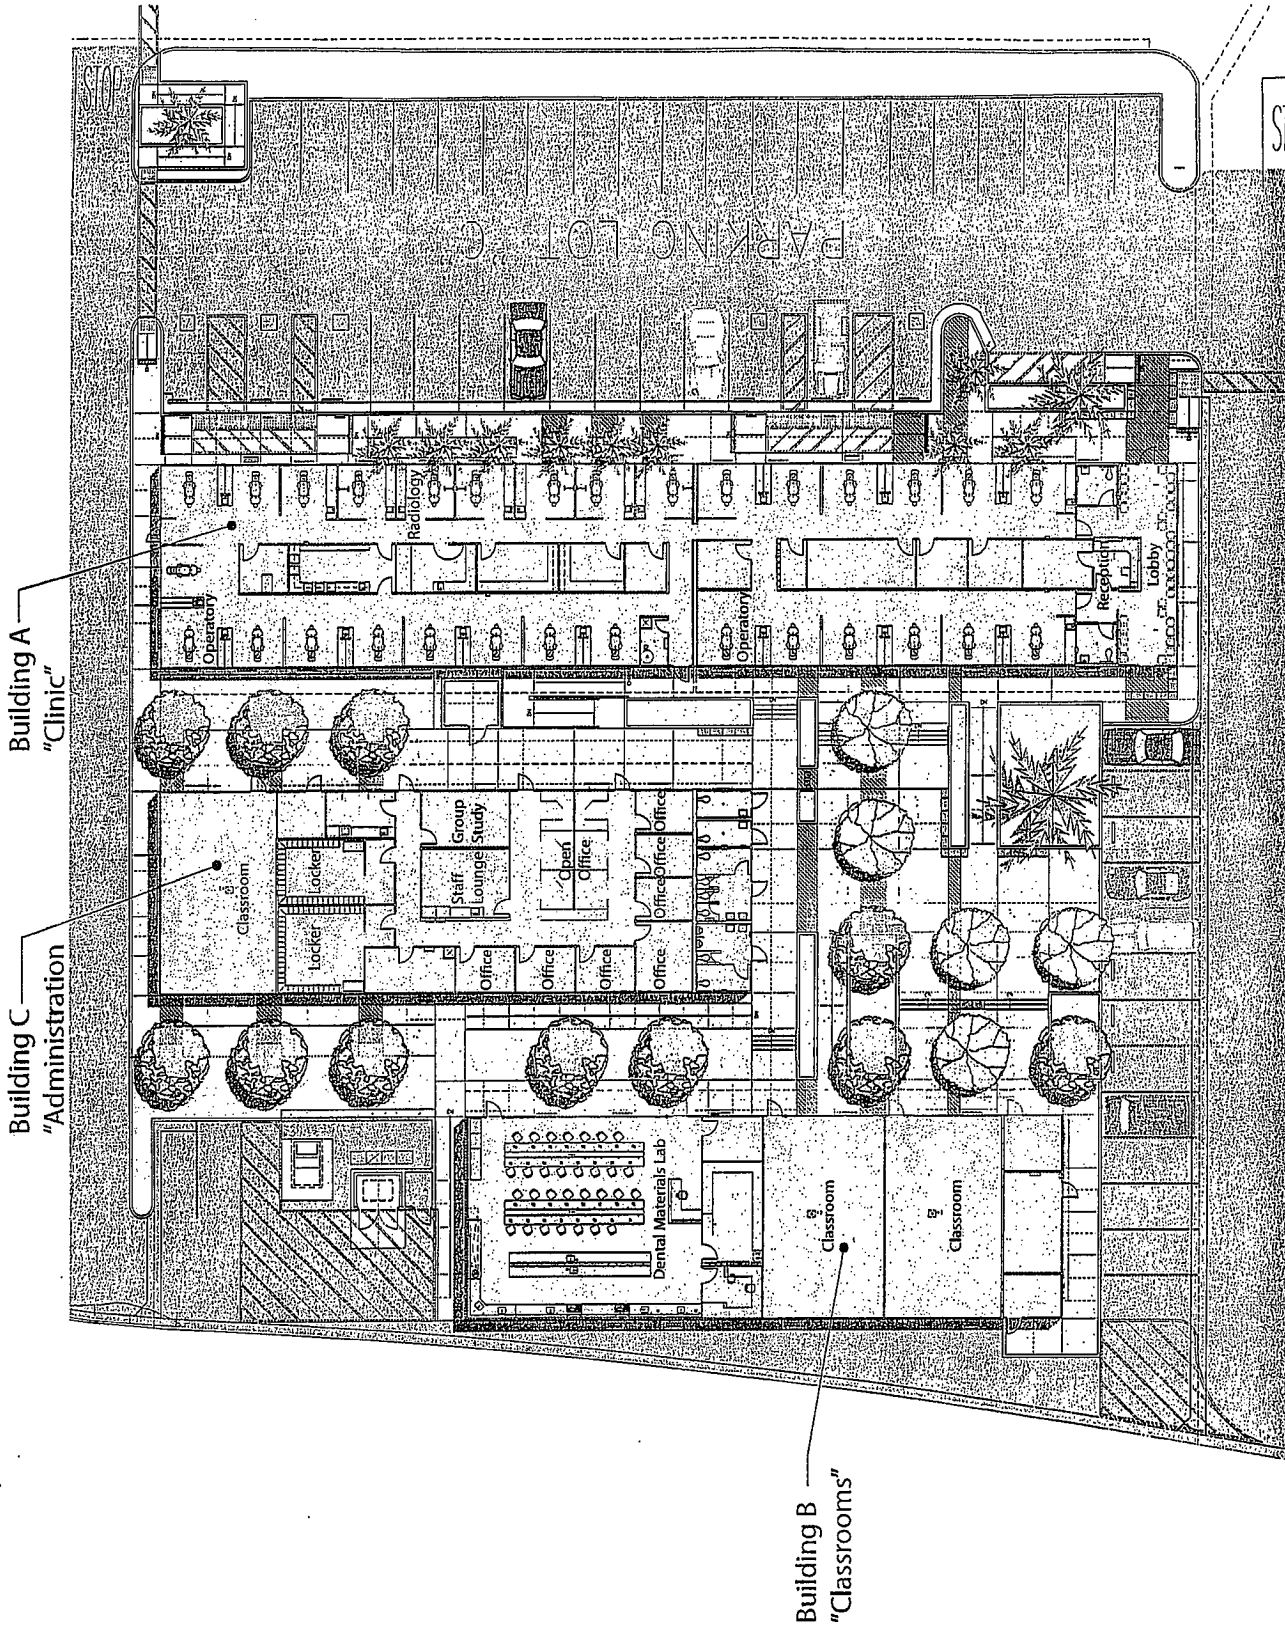 Building A
"Clinic"
Building C
"Administration
Building B
"Classrooms"
STOP
PARKING LOT "C"
Operatory
Radiology
Operatory
Reception
Lobby
Classroom
Locker
Locker
Group
Study
Staff
Lounge
Open
Office
Office
Office
Office
Office
Office
Office
Office
Dental Materials Lab
Classroom
Classroom